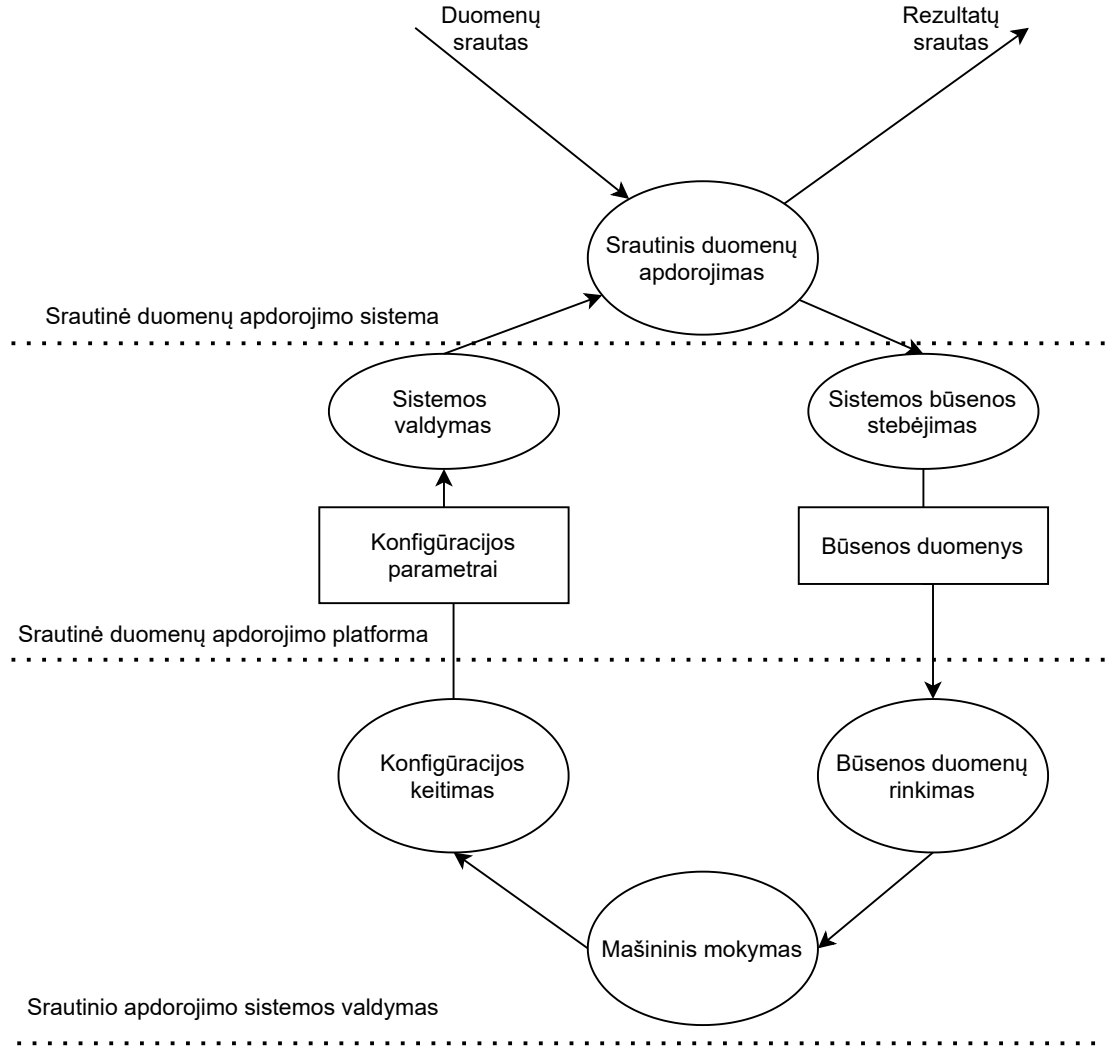 Duomenų
srautas
Rezultatų
srautas
Srautinis duomenų
apdorojimas
Srautinė duomenų apdorojimo sistema
Sistemos
valdymas
Sistemos būsenos
stebėjimas
Konfigūracijos
parametrai
Būsenos duomenys
Srautinė duomenų apdorojimo platforma
Konfigūracijos
keitimas
Būsenos duomenų
rinkimas
Mašininis mokymas
Srautinio apdorojimo sistemos valdymas